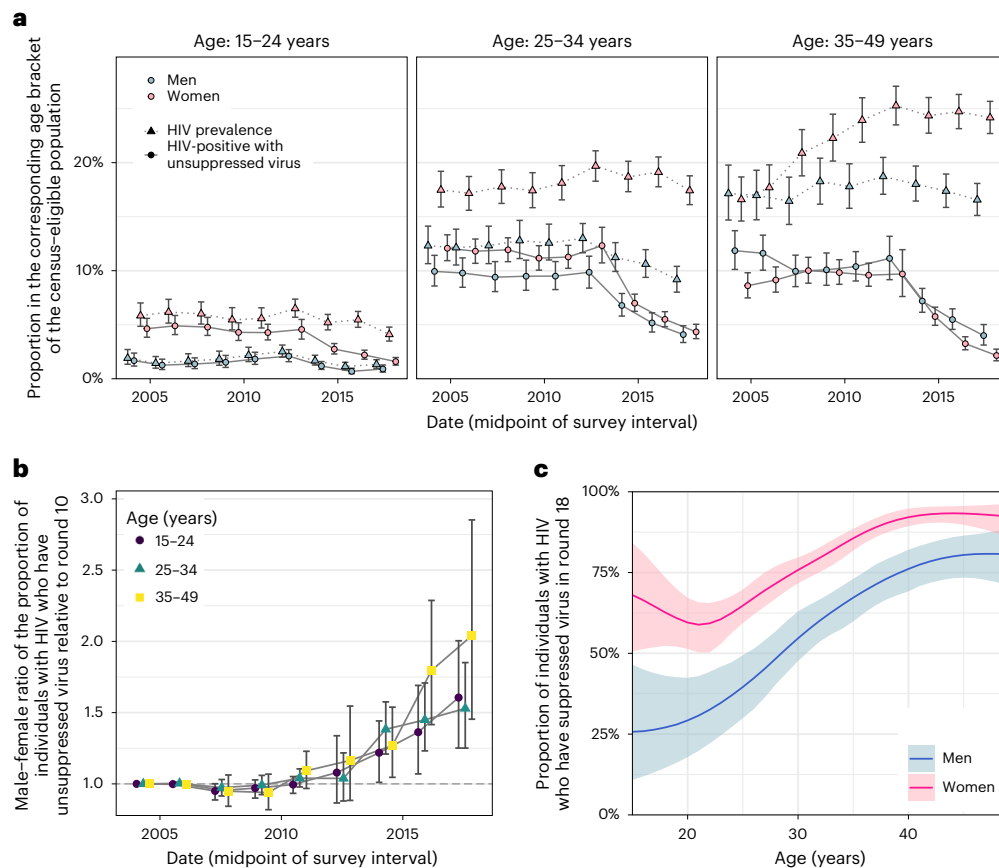 a
Age: 15–24 years
Age: 25–34 years
Age: 35–49 years
Proportion in the corresponding age bracket
of the census–eligible population
Men
Women
HIV prevalence
HIV-positive with
unsuppressed virus
20%
10%
0%
2005
2010
2015
2005
2010
2015
2005
2010
2015
Date (midpoint of survey interval)
b
Male–female ratio of the proportion of
individuals with HIV who have
unsuppressed virus relative to round 10
3.0
2.5
2.0
1.5
1.0
Age (years)
15–24
25–34
35–49
2005
2010
2015
Date (midpoint of survey interval)
c
Proportion of individuals with HIV
who have suppressed virus in round 18
100%
75%
50%
25%
0%
Men
Women
20
30
40
Age (years)